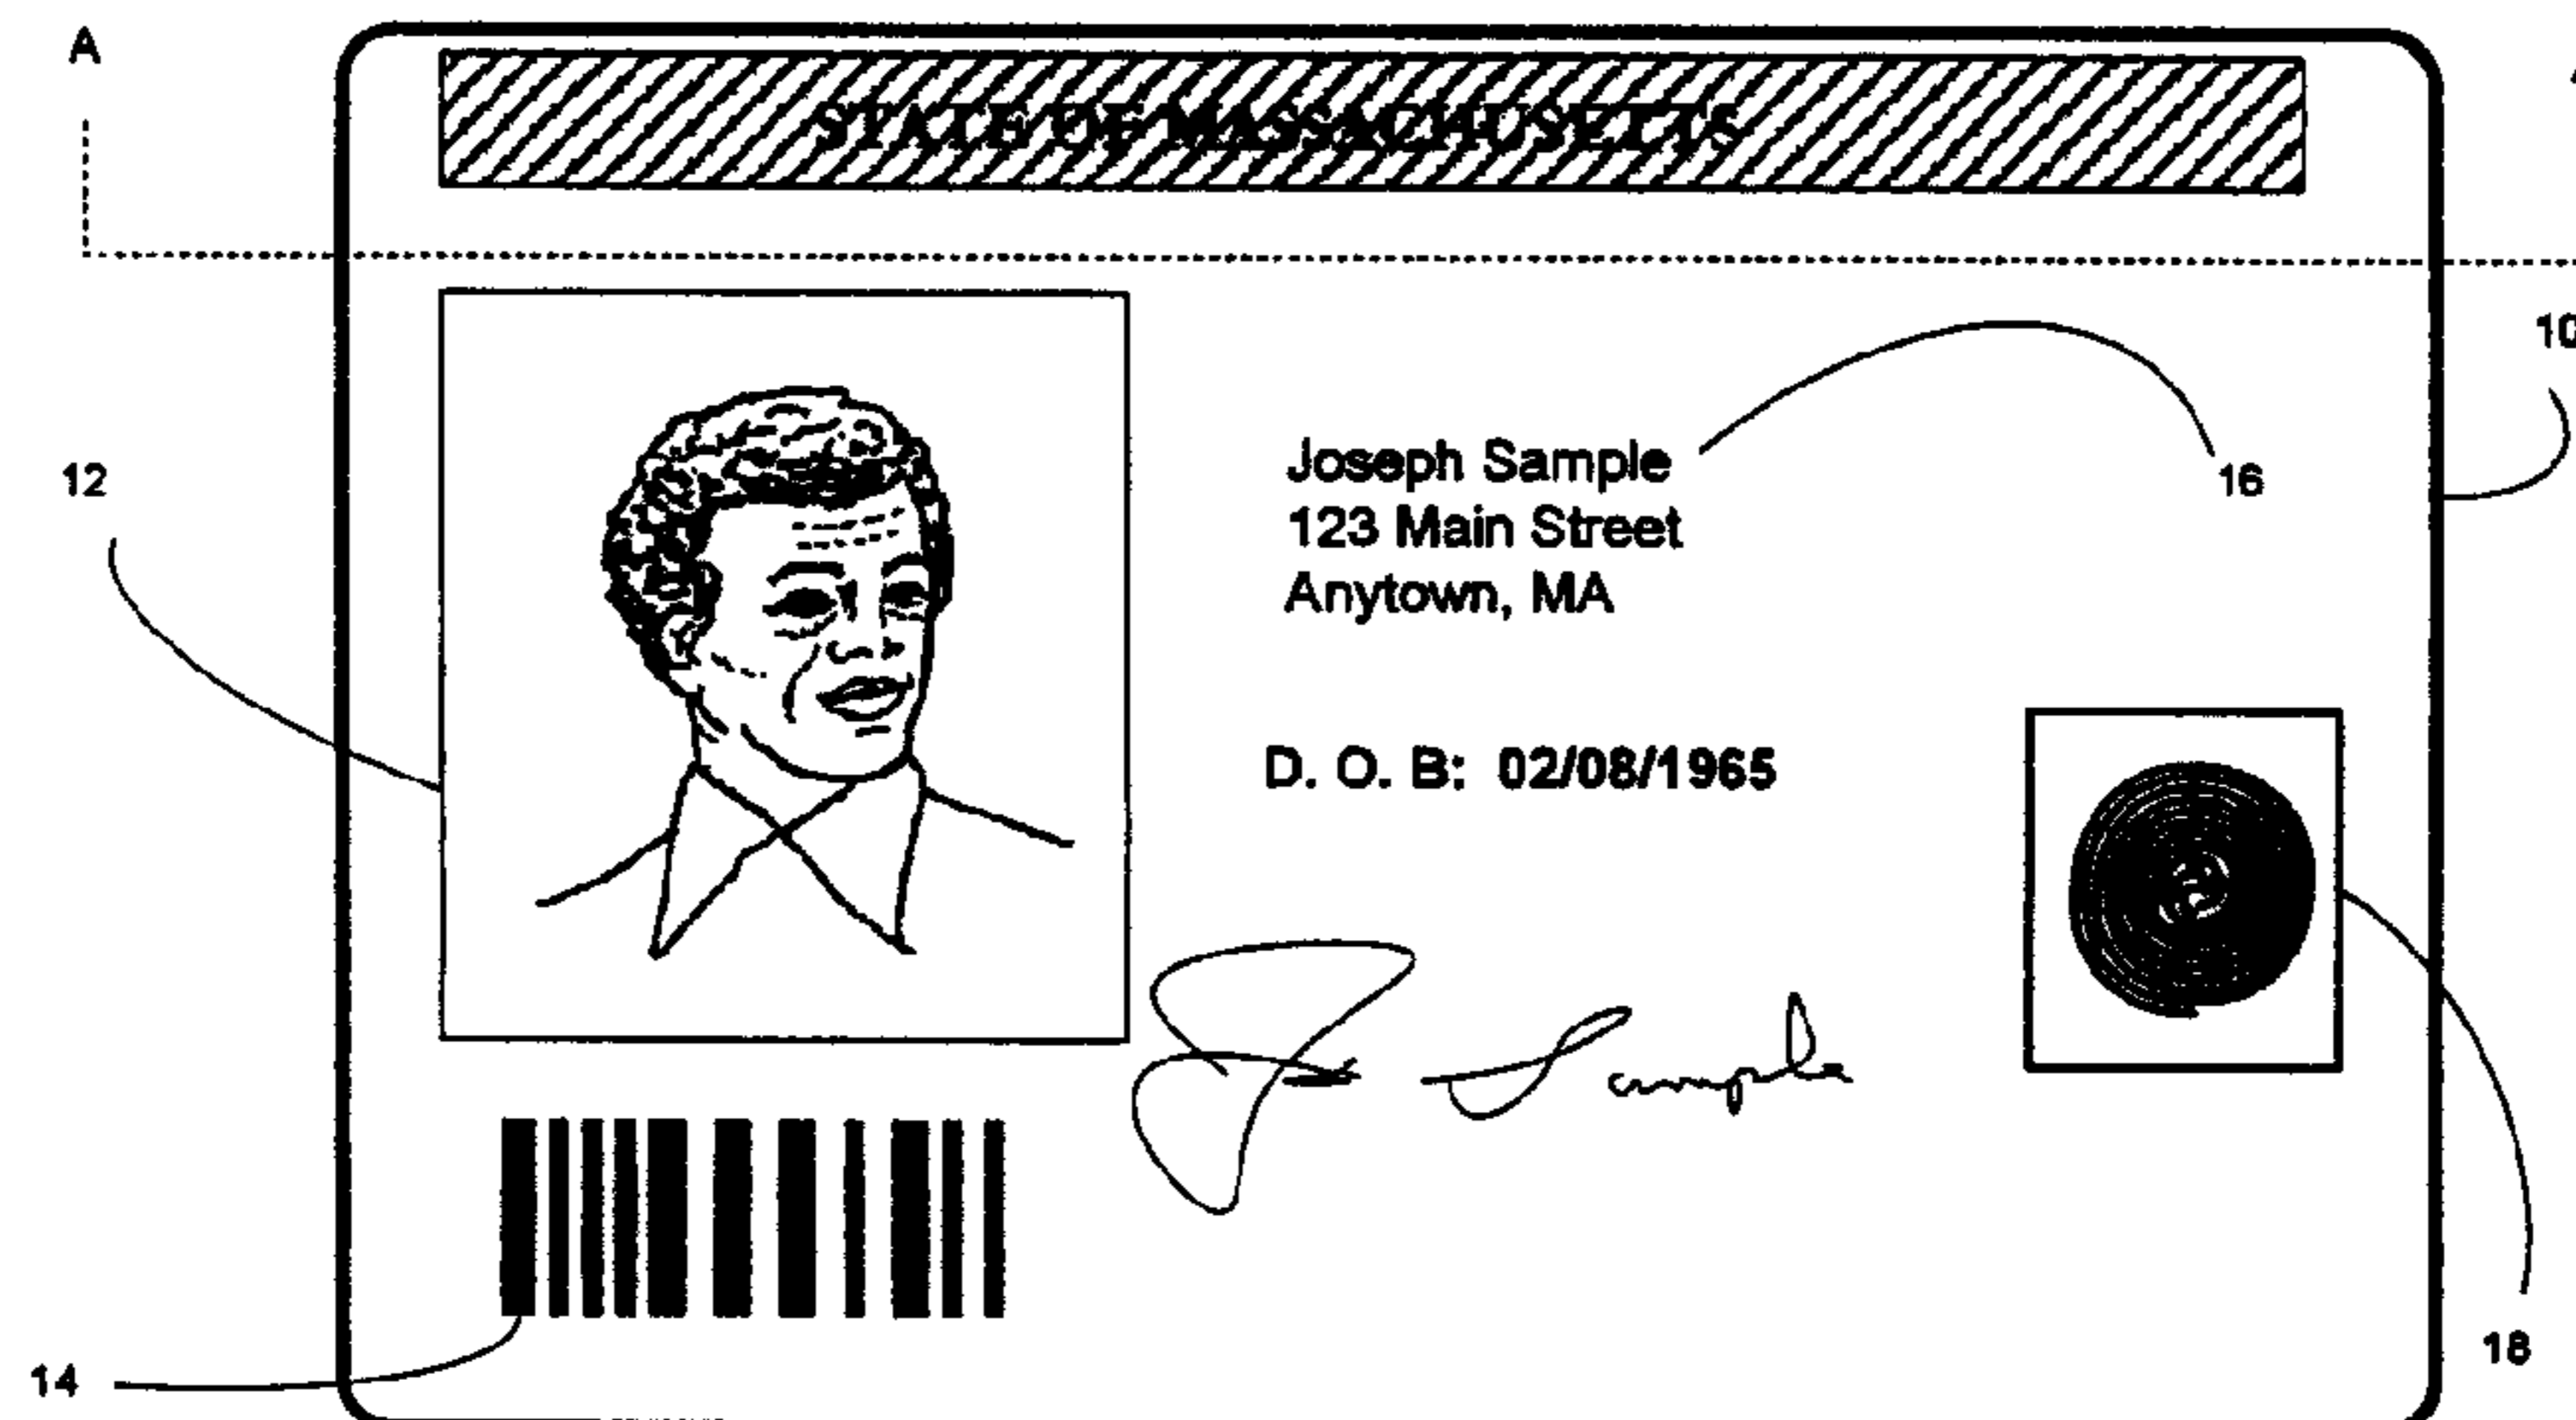 A
STATE OF MASSACHUSETTS
10
12
Joseph Sample
16
123 Main Street
Anytown, MA
D. O. B: 02/08/1965
Joe Sample
14
18